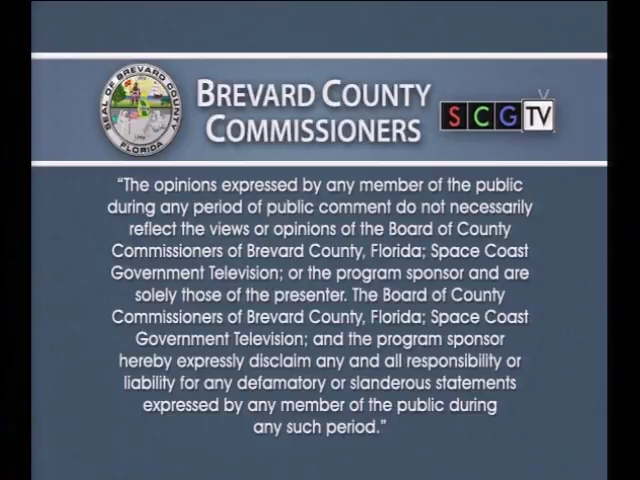 SEAL OF BREVARD COUNTY
FLORIDA
BREVARD COUNTY
COMMISSIONERS
SCGTV
“The opinions expressed by any member of the public
during any period of public comment do not necessarily
reflect the views or opinions of the Board of County
Commissioners of Brevard County, Florida; Space Coast
Government Television; or the program sponsor and are
solely those of the presenter. The Board of County
Commissioners of Brevard County, Florida; Space Coast
Government Television; and the program sponsor
hereby expressly disclaim any and all responsibility or
liability for any defamatory or slanderous statements
expressed by any member of the public during
any such period.”